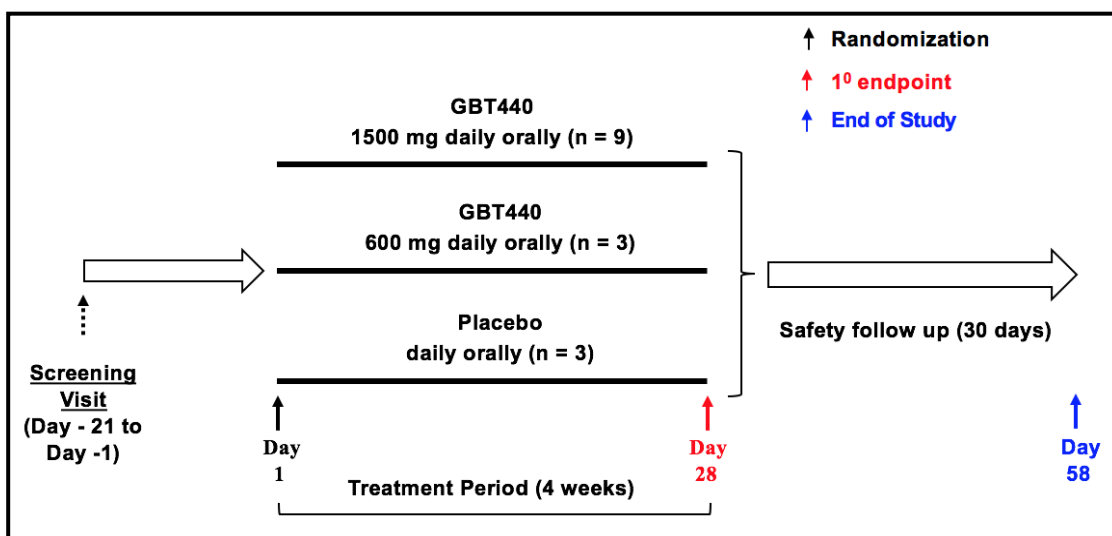 Randomization
1⁰ endpoint
End of Study
GBT440
1500 mg daily orally (n = 9)
GBT440
600 mg daily orally (n = 3)
Placebo
daily orally (n = 3)
Safety follow up (30 days)
Screening
Visit
(Day - 21 to
Day -1)
Day
1
Day
28
Day
58
Treatment Period (4 weeks)